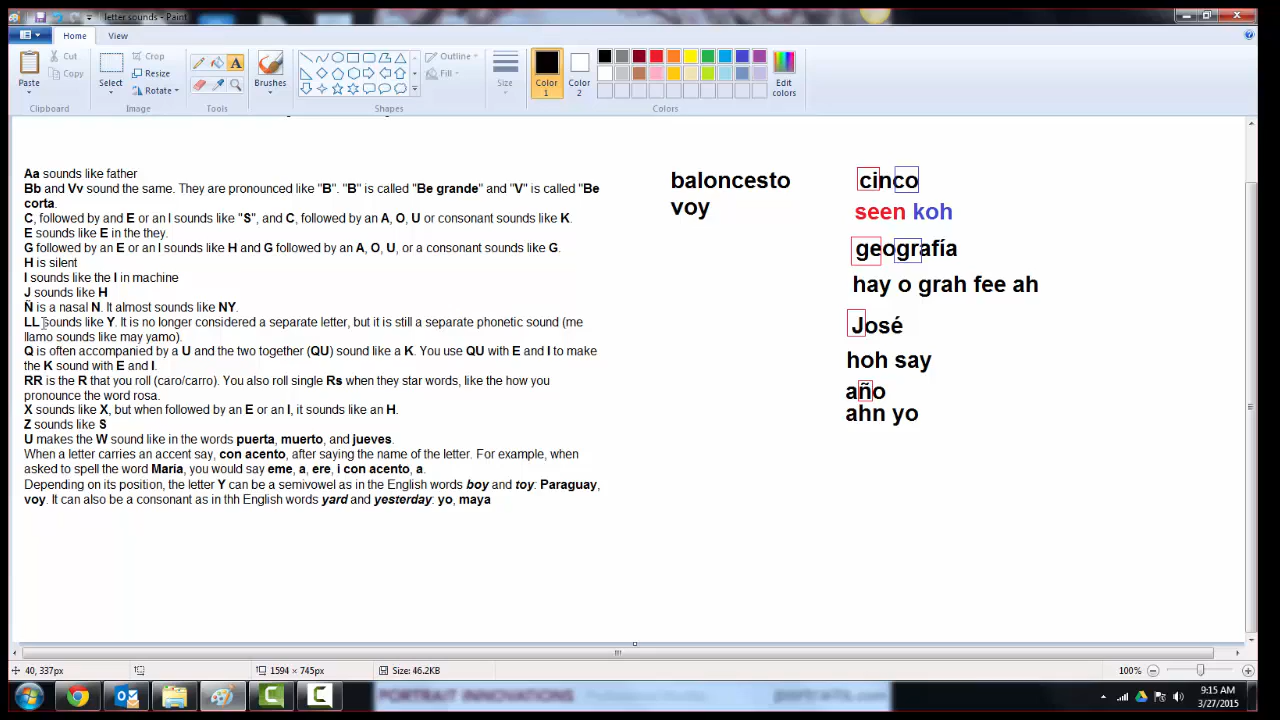 letter sounds - Paint
Home
View
Paste
Cut
Copy
Clipboard
Select
Crop
Resize
Rotate
Image
Tools
Brushes
Shapes
Outline
Fill
Size
Color 1
Color 2
Edit colors
Colors
Aa sounds like father
Bb and Vv sound the same. They are pronounced like "B". "B" is called "Be grande" and "V" is called "Be
corta.
C, followed by and E or an I sounds like "S", and C, followed by an A, O, U or consonant sounds like K.
E sounds like E in the they.
G followed by an E or an I sounds like H and G followed by an A, O, U, or a consonant sounds like G.
H is silent
I sounds like the I in machine
J sounds like H
Ñ is a nasal N. It almost sounds like NY.
LL sounds like Y. It is no longer considered a separate letter, but it is still a separate phonetic sound (me
llamo sounds like may yamo).
Q is often accompanied by a U and the two together (QU) sound like a K. You use QU with E and I to make
the K sound with E and I.
RR is the R that you roll (caro/carro). You also roll single Rs when they star words, like the how you
pronounce the word rosa.
X sounds like X, but when followed by an E or an I, it sounds like an H.
Z sounds like S
U makes the W sound like in the words puerta, muerto, and jueves.
When a letter carries an accent say, con acento, after saying the name of the letter. For example, when
asked to spell the word María, you would say eme, a, ere, i con acento, a.
Depending on its position, the letter Y can be a semivowel as in the English words boy and toy: Paraguay,
voy. It can also be a consonant as in thh English words yard and yesterday: yo, maya
baloncesto
voy
cinco
seen koh
geografía
hay o grah fee ah
José
hoh say
año
ahn yo
40, 337px
1594 × 745px
Size: 46.2KB
100%
9:15 AM
3/27/2015